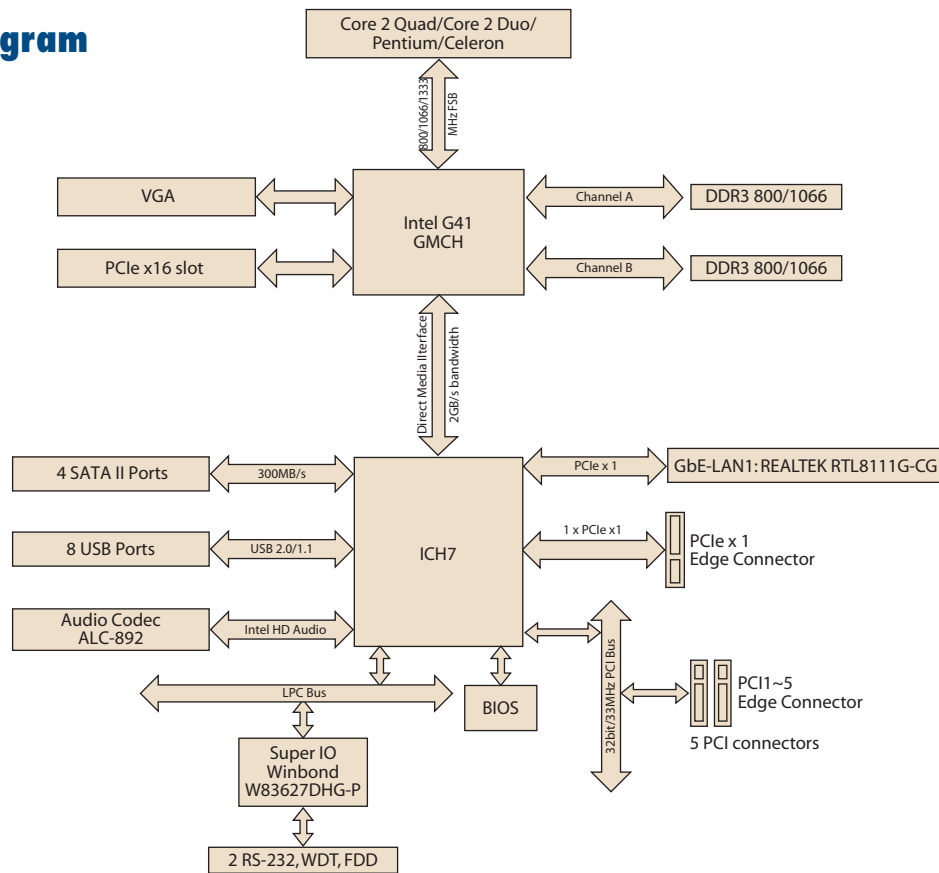 gram
Core 2 Quad/Core 2 Duo/
Pentium/Celeron
800/1066/1333
MHz FSB
VGA
Intel G41
GMCH
Channel A
DDR3 800/1066
PCIe x16 slot
Channel B
DDR3 800/1066
Direct Media IIterface
2GB/s bandwidth
4 SATA II Ports
300MB/s
ICH7
PCIe x 1
GbE-LAN1: REALTEK RTL8111G-CG
8 USB Ports
USB 2.0/1.1
1 x PCIe x1
PCIe x 1
Edge Connector
Audio Codec
ALC-892
Intel HD Audio
32bit/33MHz PCI Bus
LPC Bus
BIOS
PCI1~5
Edge Connector
5 PCI connectors
Super IO
Winbond
W83627DHG-P
2 RS-232, WDT, FDD